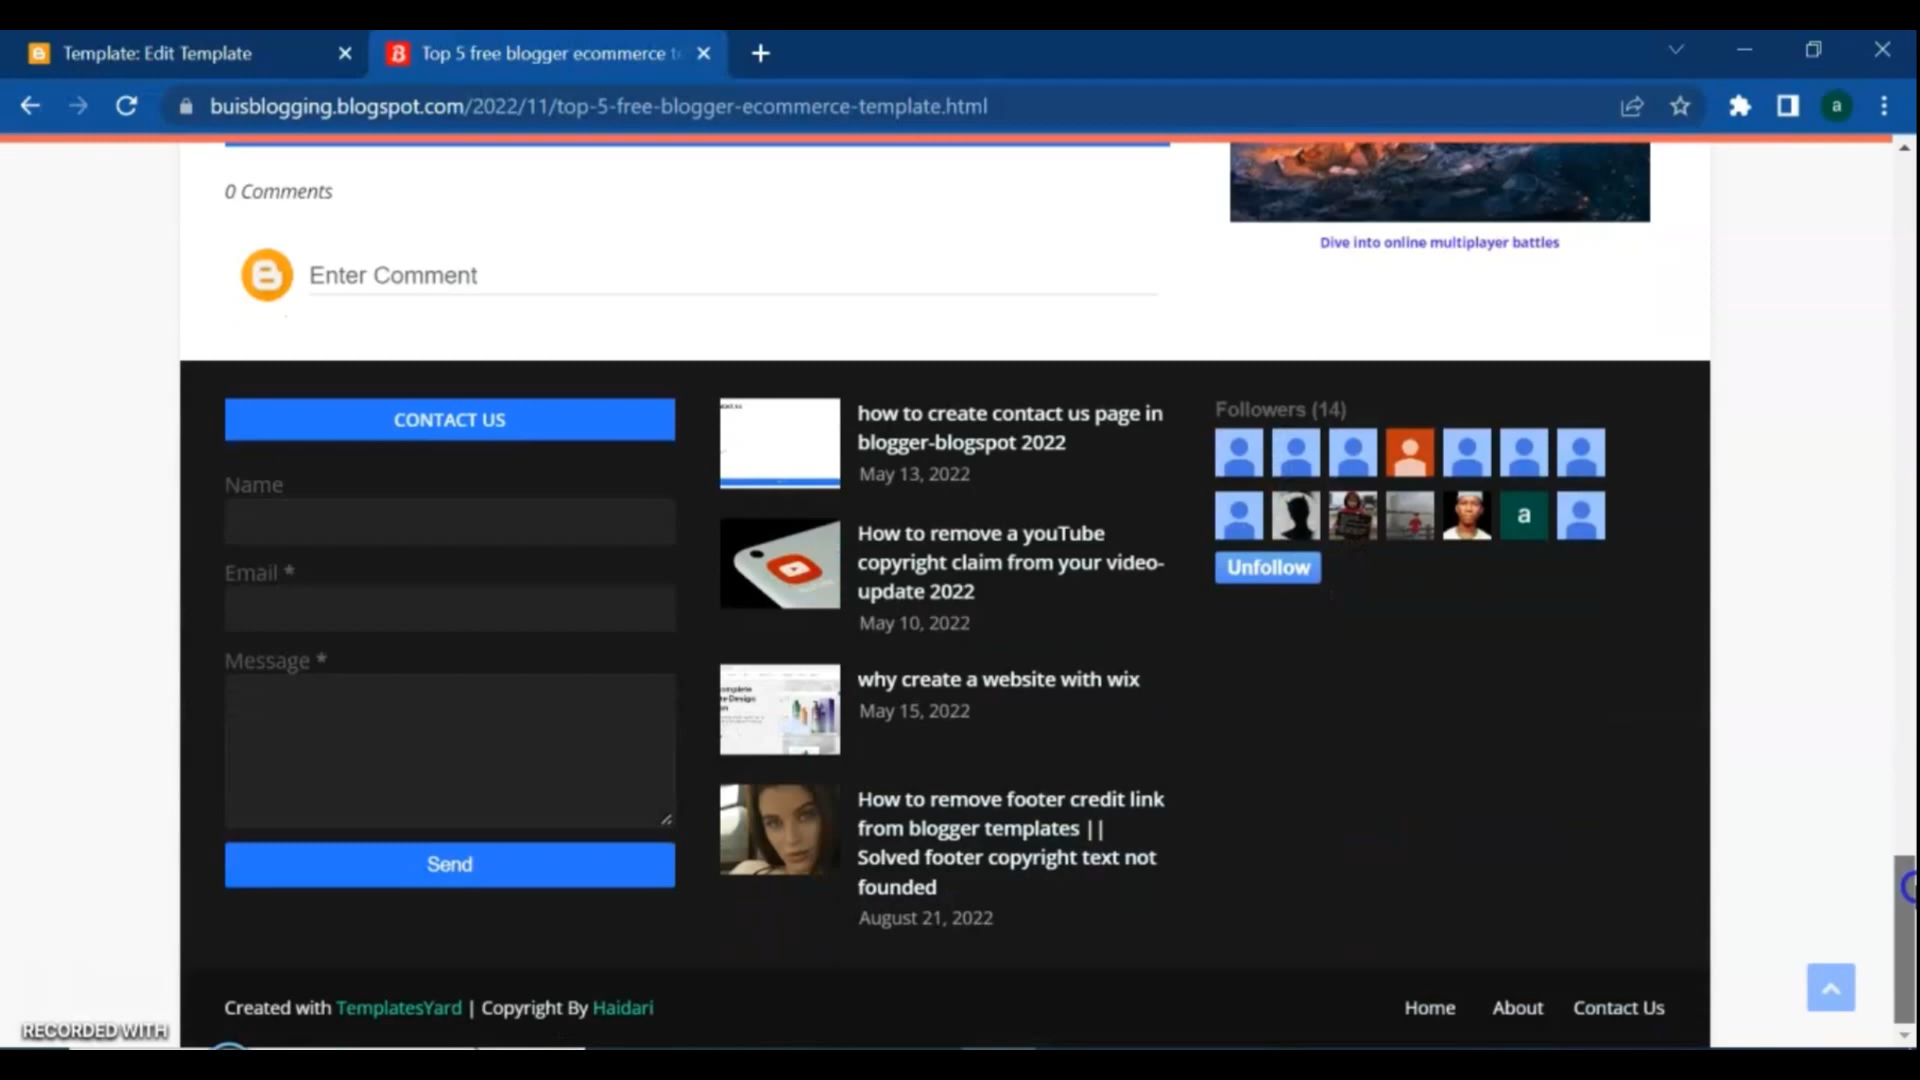 Template: Edit Template
Top 5 free blogger ecommerce t
buisblogging.blogspot.com/2022/11/top-5-free-blogger-ecommerce-template.html
a
0 Comments
Enter Comment
Dive into online multiplayer battles
CONTACT US
Name
Email *
Message *
Send
how to create contact us page in
blogger-blogspot 2022
May 13, 2022
How to remove a youTube
copyright claim from your video-
update 2022
May 10, 2022
why create a website with wix
May 15, 2022
How to remove footer credit link
from blogger templates ||
Solved footer copyright text not
founded
August 21, 2022
Followers (14)
a
Unfollow
Created with TemplatesYard | Copyright By Haidari
Home About Contact Us
RECORDED WITH